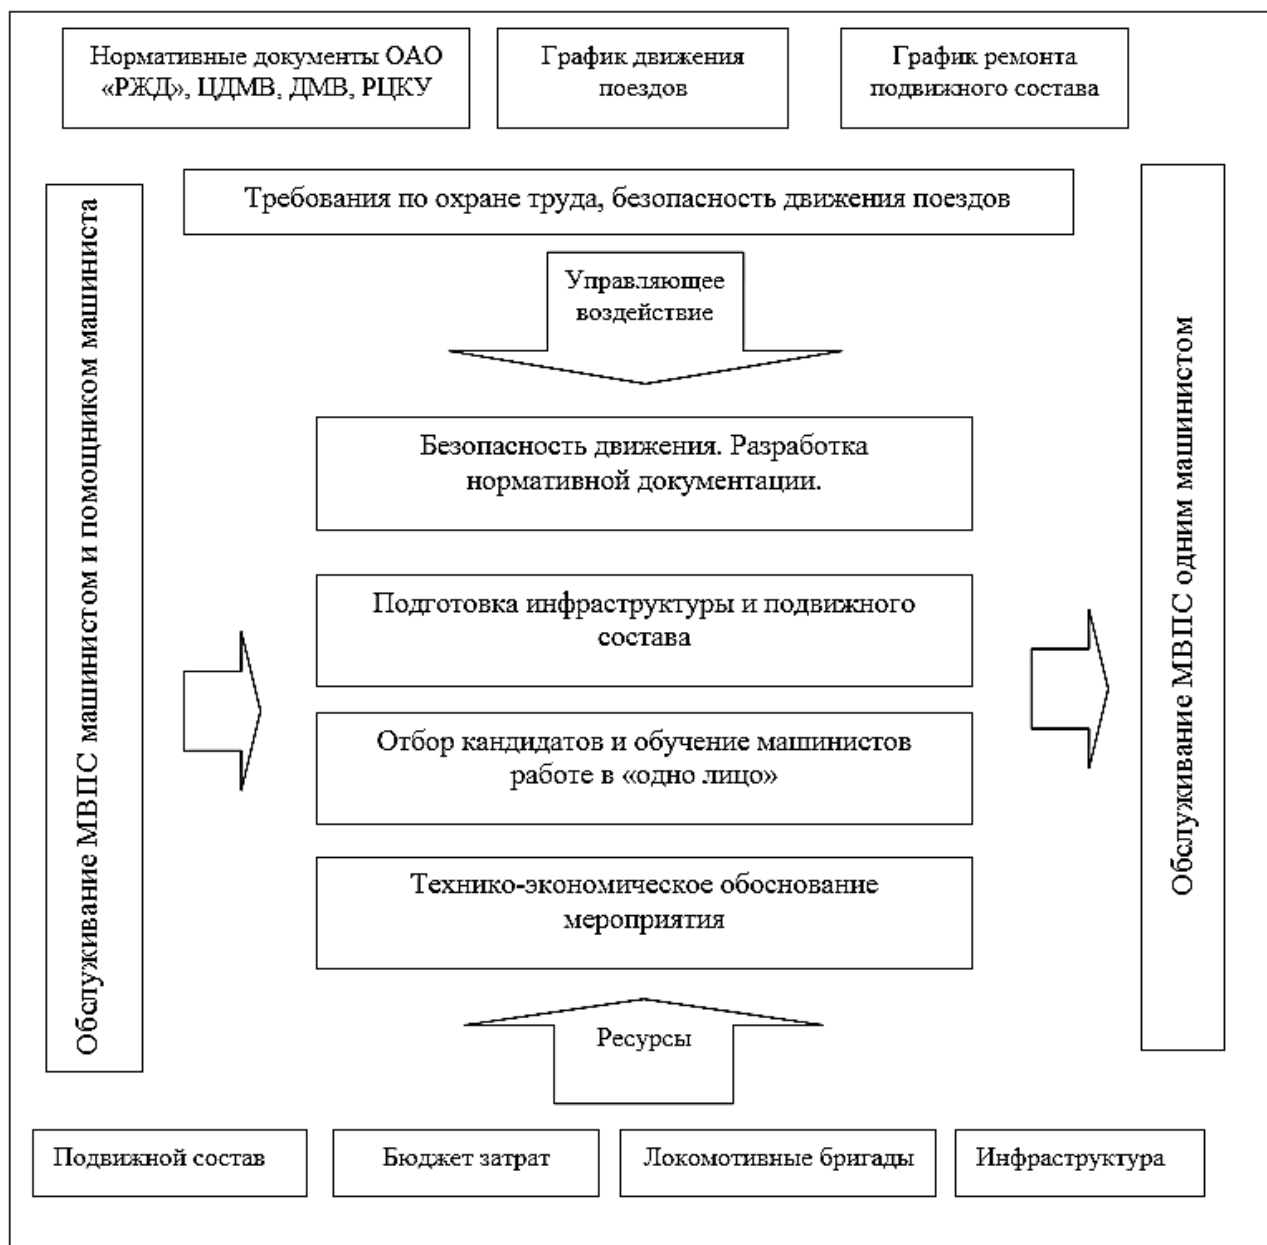 Нормативные документы ОАО
«РЖД», ЦДМВ, ДМВ, РЦКУ
График движения
поездов
График ремонта
подвижного состава
Требования по охране труда, безопасность движения поездов
Обслуживание МВПС машинистом и помощником машиниста
Управляющее
воздействие
Безопасность движения. Разработка
нормативной документации.
Подготовка инфраструктуры и подвижного
состава
Отбор кандидатов и обучение машинистов
работе в «одно лицо»
Технико-экономическое обоснование
мероприятия
Обслуживание МВПС одним машинистом
Ресурсы
Подвижной состав
Бюджет затрат
Локомотивные бригады
Инфраструктура